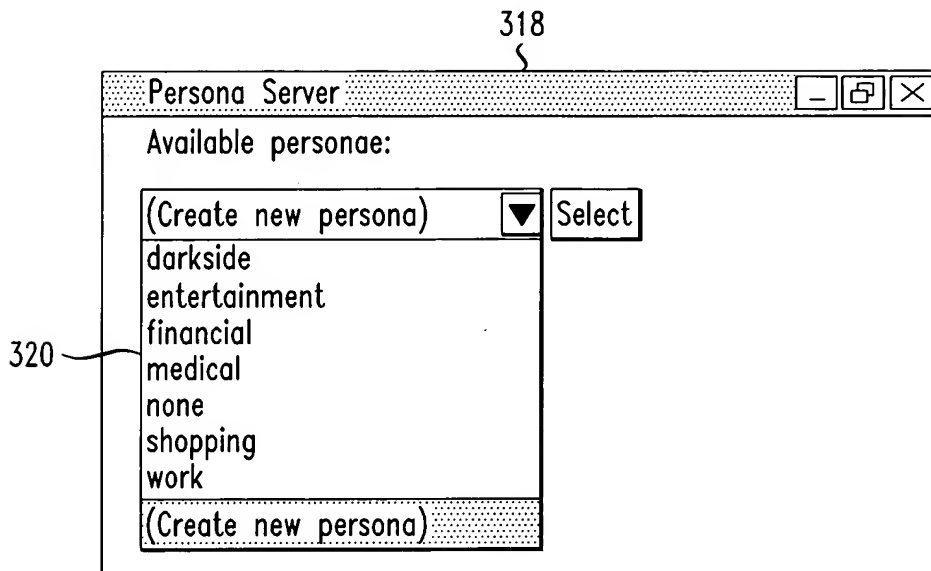 318
Persona Server
Available personae:
(Create new persona) Select
darkside
entertainment
financial
320
medical
none
shopping
work
(Create new persona)